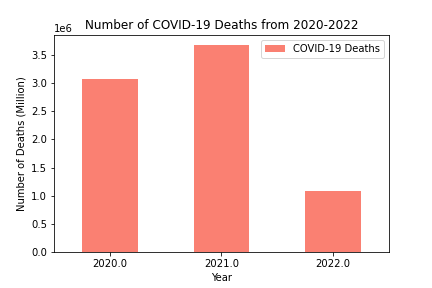 Number of COVID-19 Deaths from 2020-2022
1e6
COVID-19 Deaths
3.5
3.0
2.5
2.0
1.5
1.0
0.5
0.0
Number of Deaths (Million)
2020.0 2021.0 2022.0
Year